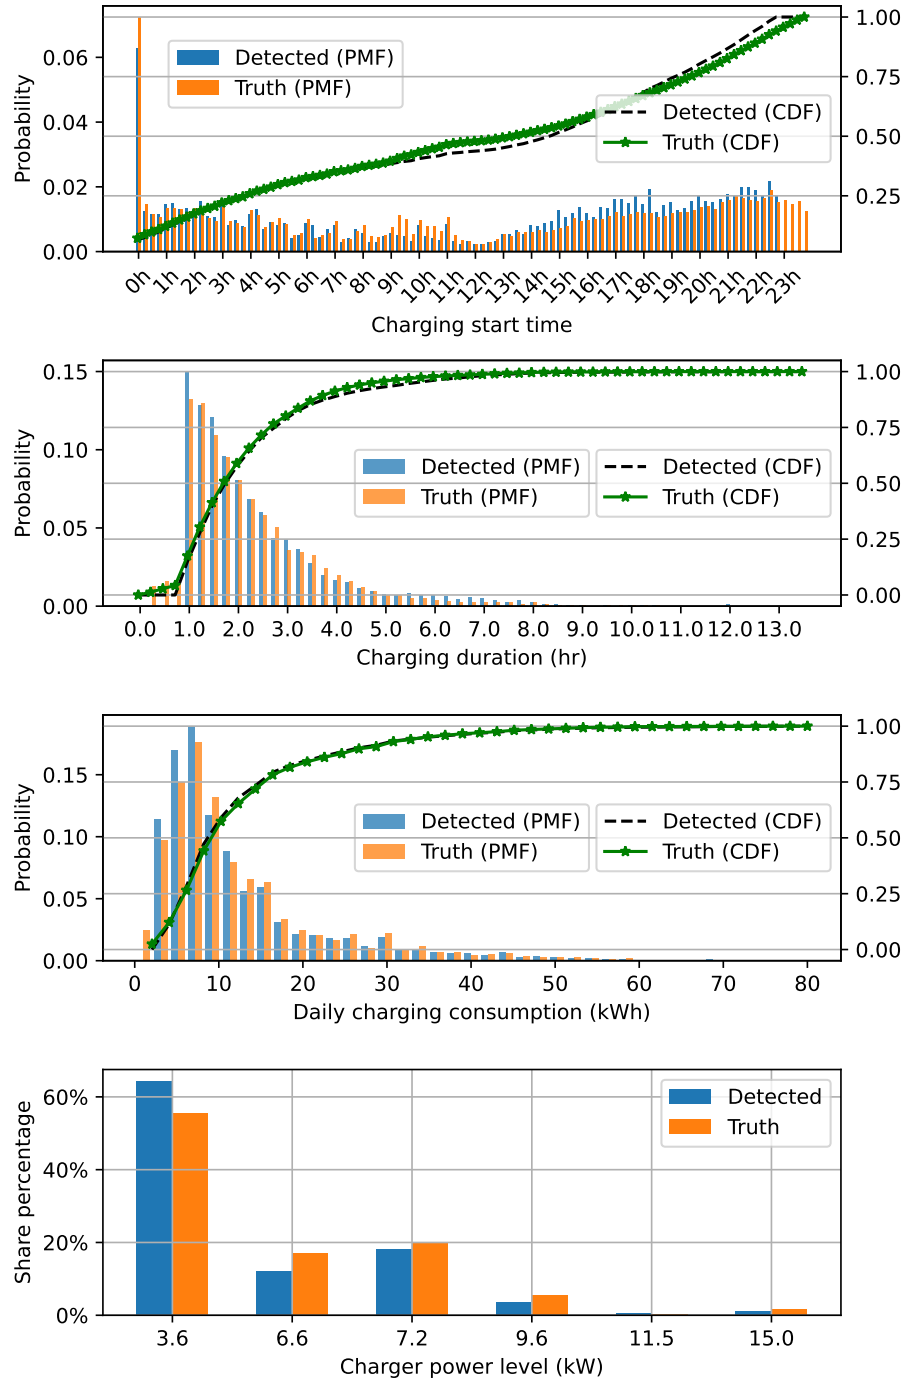 Probability
0.06
0.04
0.02
0.00
Detected (PMF)
Truth (PMF)
Detected (CDF)
Truth (CDF)
1.00
0.75
0.50
0.25
0h 1h 2h 3h 4h 5h 6h 7h 8h 9h 10h 11h 12h 13h 14h 15h 16h 17h 18h 19h 20h 21h 22h 23h
Charging start time
Probability
0.15
0.10
0.05
0.00
Detected (PMF)
Truth (PMF)
Detected (CDF)
Truth (CDF)
1.00
0.75
0.50
0.25
0.00
0.0 1.0 2.0 3.0 4.0 5.0 6.0 7.0 8.0 9.0 10.0 11.0 12.0 13.0
Charging duration (hr)
Probability
0.15
0.10
0.05
0.00
Detected (PMF)
Truth (PMF)
Detected (CDF)
Truth (CDF)
1.00
0.75
0.50
0.25
0.00
0 10 20 30 40 50 60 70 80
Daily charging consumption (kWh)
Share percentage
60%
40%
20%
0%
Detected
Truth
3.6 6.6 7.2 9.6 11.5 15.0
Charger power level (kW)